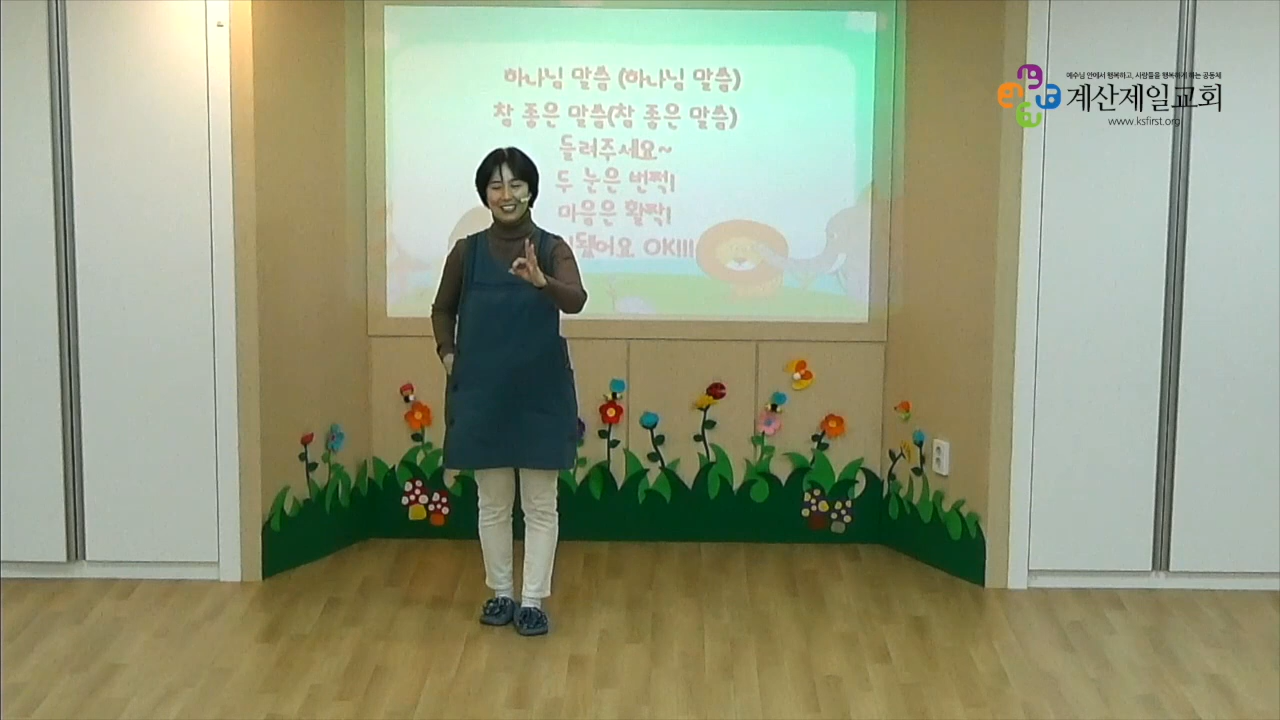 하나님 말씀 (하나님 말씀)
참 좋은 말씀(참 좋은 말씀)
들려주세요~
두 눈은 번쩍!
마음은 활짝!
됐어요 OK!!!
예수님 안에서 행복하고, 사람들을 행복하게 하는 공동체
계산제일교회
www.ksfirst.org